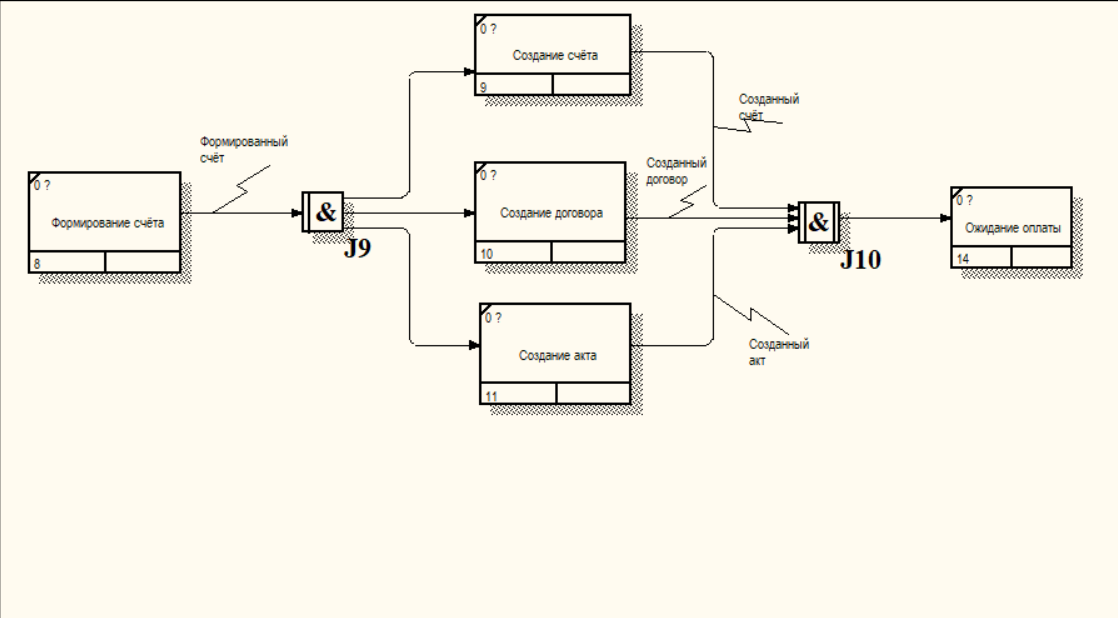 0 ?
Создание счёта
9
Созданный
счёт
Формированный
счёт
0 ?
Формирование счёта
8
&
J9
0 ?
Создание договора
10
Созданный
договор
&
J10
0 ?
Ожидание оплаты
14
0 ?
Создание акта
11
Созданный
акт